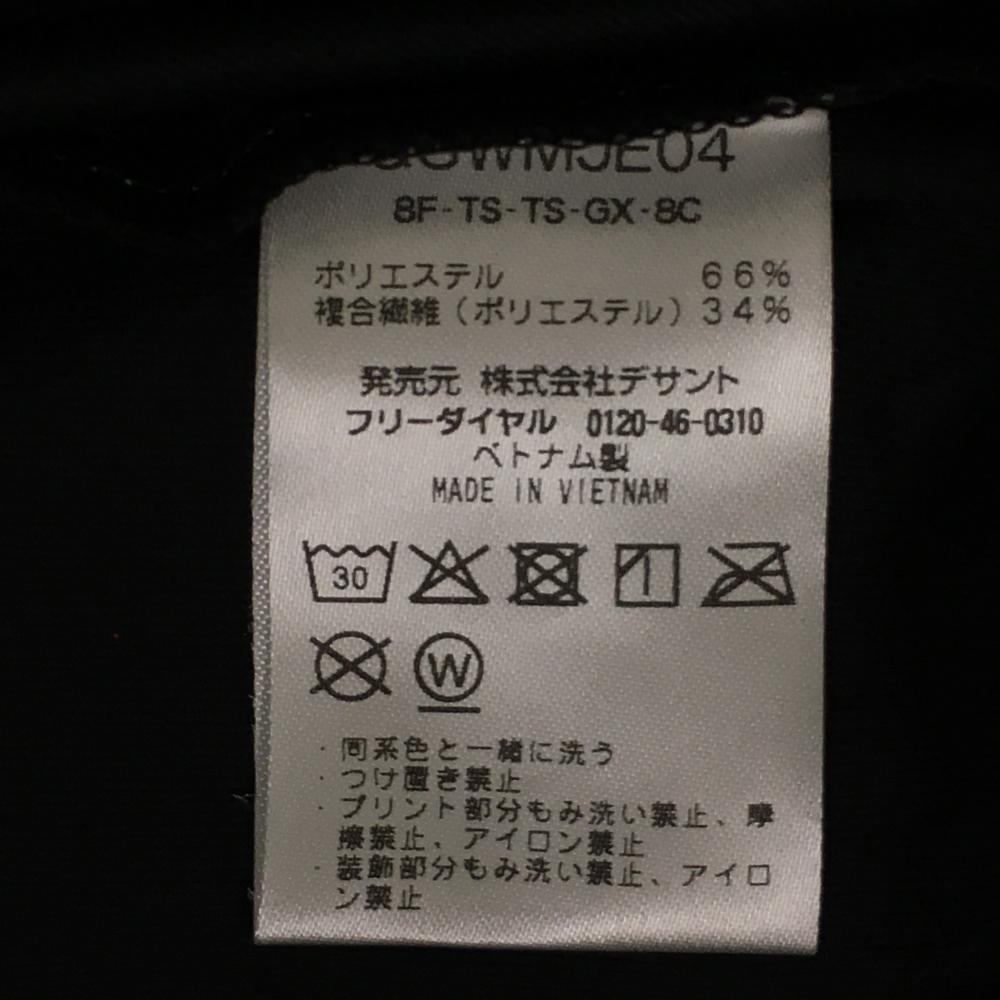 GWMJE04
8F-TS-TS-GX-8C
ポリエステル 66%
複合繊維(ポリエステル)34%
発売元 株式会社デサント
フリーダイヤル 0120-46-0310
ベトナム製
MADE IN VIETNAM
30
W
・同系色と一緒に洗う
・つけ置き禁止
・プリント部分もみ洗い禁止、摩
擦禁止、アイロン禁止
・装飾部分もみ洗い禁止、アイロ
ン禁止